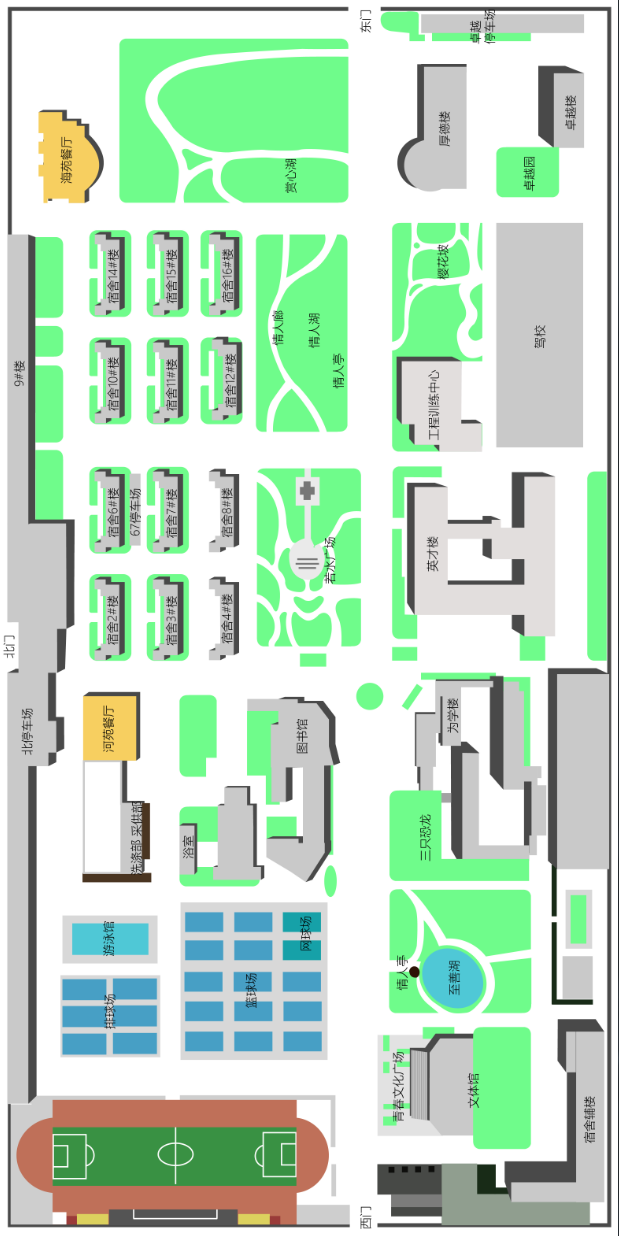 东门
卓越
停车场
厚德楼
卓越楼
海苑餐厅
赏心湖
卓越园
宿舍14#楼
宿舍15#楼
宿舍16#楼
樱花坡
情人廊
情人湖
情人亭
驾校
9#楼
宿舍10#楼
宿舍11#楼
宿舍12#楼
工程训练中心
宿舍6#楼
67停车场
宿舍7#楼
宿舍8#楼
若水广场
英才楼
宿舍2#楼
宿舍3#楼
宿舍4#楼
北门
北停车场
河苑餐厅
图书馆
为学楼
洗涤部 采供部
浴室
三只恐龙
游泳馆
网球场
情人亭
至善湖
排球场
篮球场
青春文化广场
文体馆
宿舍辅楼
西门